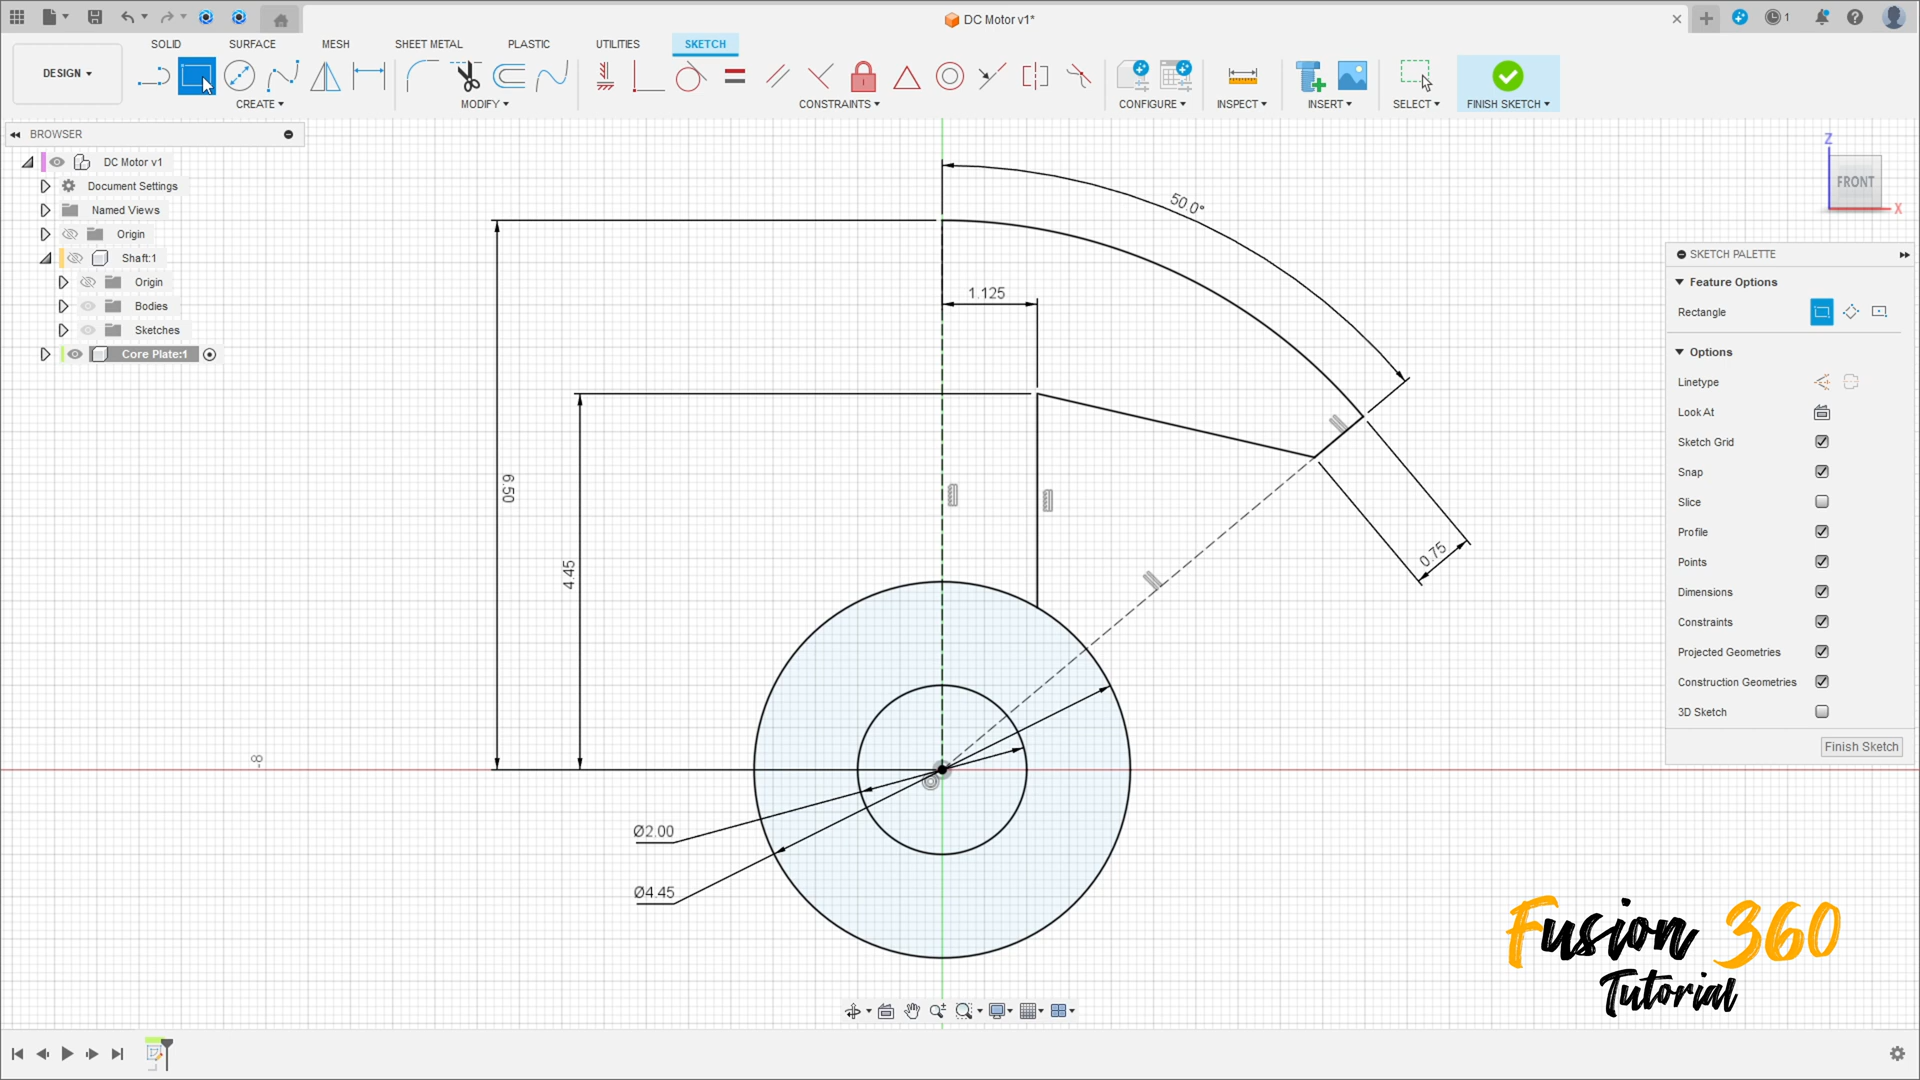 DC Motor v1*
1
SOLID SURFACE MESH SHEET METAL PLASTIC UTILITIES SKETCH
DESIGN
CREATE MODIFY CONSTRAINTS CONFIGURE INSPECT INSERT SELECT FINISH SKETCH
BROWSER
DC Motor v1
Document Settings
Named Views
Origin
Shaft:1
Origin
Bodies
Sketches
Core Plate:1
50.0°
1.125
6.50
4.45
0.75
-8
Ø2.00
Ø4.45
Z
FRONT
X
SKETCH PALETTE
Feature Options
Rectangle
Options
Linetype
Look At
Sketch Grid
Snap
Slice
Profile
Points
Dimensions
Constraints
Projected Geometries
Construction Geometries
3D Sketch
Finish Sketch
Fusion 360
Tutorial